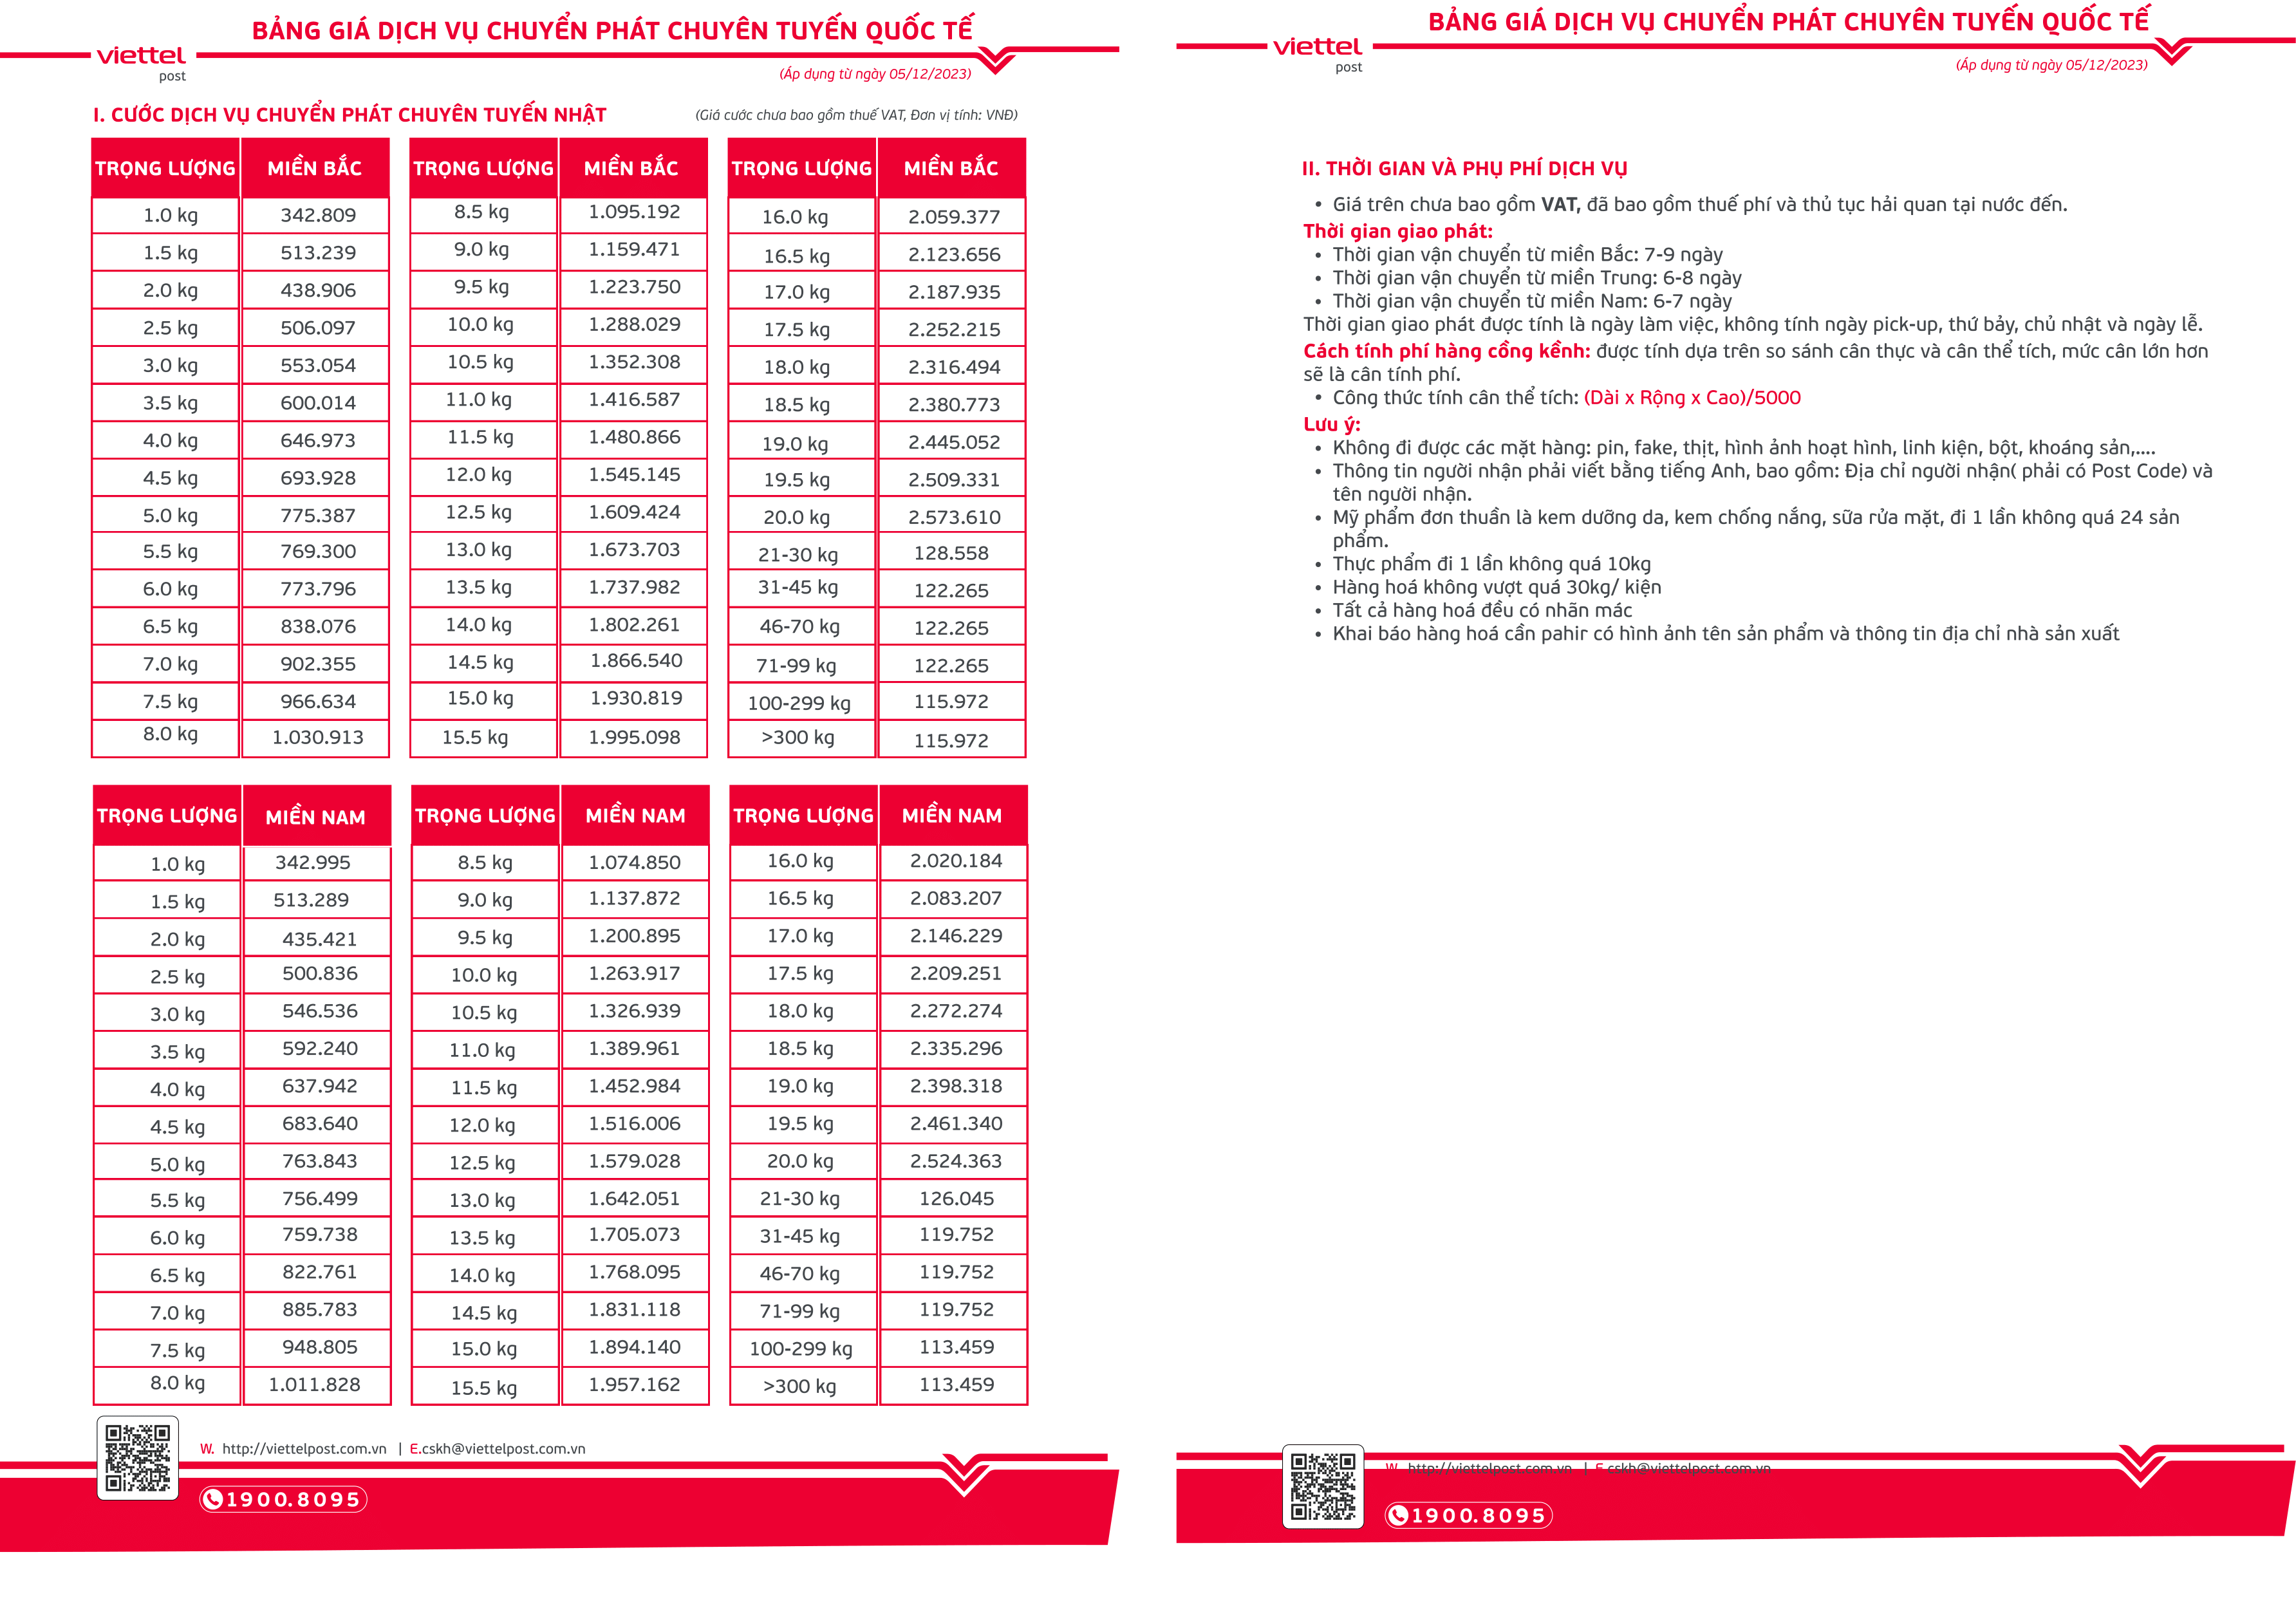 BẢNG GIÁ DỊCH VỤ CHUYỂN PHÁT CHUYÊN TUYẾN QUỐC TẾ
viettel
post
(Áp dụng từ ngày 05/12/2023)
I. CƯỚC DỊCH VỤ CHUYỂN PHÁT CHUYÊN TUYẾN NHẬT
(Giá cước chưa bao gồm thuế VAT, Đơn vị tính: VNĐ)
TRỌNG LƯỢNG MIỀN BẮC TRỌNG LƯỢNG MIỀN BẮC TRỌNG LƯỢNG MIỀN BẮC
1.0 kg 342.809 8.5 kg 1.095.192 16.0 kg 2.059.377
1.5 kg 513.239 9.0 kg 1.159.471 16.5 kg 2.123.656
2.0 kg 438.906 9.5 kg 1.223.750 17.0 kg 2.187.935
2.5 kg 506.097 10.0 kg 1.288.029 17.5 kg 2.252.215
3.0 kg 553.054 10.5 kg 1.352.308 18.0 kg 2.316.494
3.5 kg 600.014 11.0 kg 1.416.587 18.5 kg 2.380.773
4.0 kg 646.973 11.5 kg 1.480.866 19.0 kg 2.445.052
4.5 kg 693.928 12.0 kg 1.545.145 19.5 kg 2.509.331
5.0 kg 775.387 12.5 kg 1.609.424 20.0 kg 2.573.610
5.5 kg 769.300 13.0 kg 1.673.703 21-30 kg 128.558
6.0 kg 773.796 13.5 kg 1.737.982 31-45 kg 122.265
6.5 kg 838.076 14.0 kg 1.802.261 46-70 kg 122.265
7.0 kg 902.355 14.5 kg 1.866.540 71-99 kg 122.265
7.5 kg 966.634 15.0 kg 1.930.819 100-299 kg 115.972
8.0 kg 1.030.913 15.5 kg 1.995.098 >300 kg 115.972
TRỌNG LƯỢNG MIỀN NAM TRỌNG LƯỢNG MIỀN NAM TRỌNG LƯỢNG MIỀN NAM
1.0 kg 342.995 8.5 kg 1.074.850 16.0 kg 2.020.184
1.5 kg 513.289 9.0 kg 1.137.872 16.5 kg 2.083.207
2.0 kg 435.421 9.5 kg 1.200.895 17.0 kg 2.146.229
2.5 kg 500.836 10.0 kg 1.263.917 17.5 kg 2.209.251
3.0 kg 546.536 10.5 kg 1.326.939 18.0 kg 2.272.274
3.5 kg 592.240 11.0 kg 1.389.961 18.5 kg 2.335.296
4.0 kg 637.942 11.5 kg 1.452.984 19.0 kg 2.398.318
4.5 kg 683.640 12.0 kg 1.516.006 19.5 kg 2.461.340
5.0 kg 763.843 12.5 kg 1.579.028 20.0 kg 2.524.363
5.5 kg 756.499 13.0 kg 1.642.051 21-30 kg 126.045
6.0 kg 759.738 13.5 kg 1.705.073 31-45 kg 119.752
6.5 kg 822.761 14.0 kg 1.768.095 46-70 kg 119.752
7.0 kg 885.783 14.5 kg 1.831.118 71-99 kg 119.752
7.5 kg 948.805 15.0 kg 1.894.140 100-299 kg 113.459
8.0 kg 1.011.828 15.5 kg 1.957.162 >300 kg 113.459
W. http://viettelpost.com.vn | E.cskh@viettelpost.com.vn
1900.8095
BẢNG GIÁ DỊCH VỤ CHUYỂN PHÁT CHUYÊN TUYẾN QUỐC TẾ
viettel
post
(Áp dụng từ ngày 05/12/2023)
II. THỜI GIAN VÀ PHỤ PHÍ DỊCH VỤ
• Giá trên chưa bao gồm VAT, đã bao gồm thuế phí và thủ tục hải quan tại nước đến.
Thời gian giao phát:
• Thời gian vận chuyển từ miền Bắc: 7-9 ngày
• Thời gian vận chuyển từ miền Trung: 6-8 ngày
• Thời gian vận chuyển từ miền Nam: 6-7 ngày
Thời gian giao phát được tính là ngày làm việc, không tính ngày pick-up, thứ bảy, chủ nhật và ngày lễ.
Cách tính phí hàng cồng kềnh: được tính dựa trên so sánh cân thực và cân thể tích, mức cân lớn hơn
sẽ là cân tính phí.
• Công thức tính cân thể tích: (Dài x Rộng x Cao)/5000
Lưu ý:
• Không đi được các mặt hàng: pin, fake, thịt, hình ảnh hoạt hình, linh kiện, bột, khoáng sản,....
• Thông tin người nhận phải viết bằng tiếng Anh, bao gồm: Địa chỉ người nhận( phải có Post Code) và
tên người nhận.
• Mỹ phẩm đơn thuần là kem dưỡng da, kem chống nắng, sữa rửa mặt, đi 1 lần không quá 24 sản
phẩm.
• Thực phẩm đi 1 lần không quá 10kg
• Hàng hoá không vượt quá 30kg/ kiện
• Tất cả hàng hoá đều có nhãn mác
• Khai báo hàng hoá cần pahir có hình ảnh tên sản phẩm và thông tin địa chỉ nhà sản xuất
W. http://viettelpost.com.vn | E.cskh@viettelpost.com.vn
1900.8095